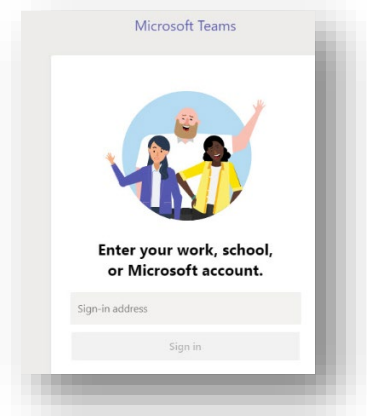 Microsoft Teams
Enter your work, school,
or Microsoft account.
Sign-in address
Sign in